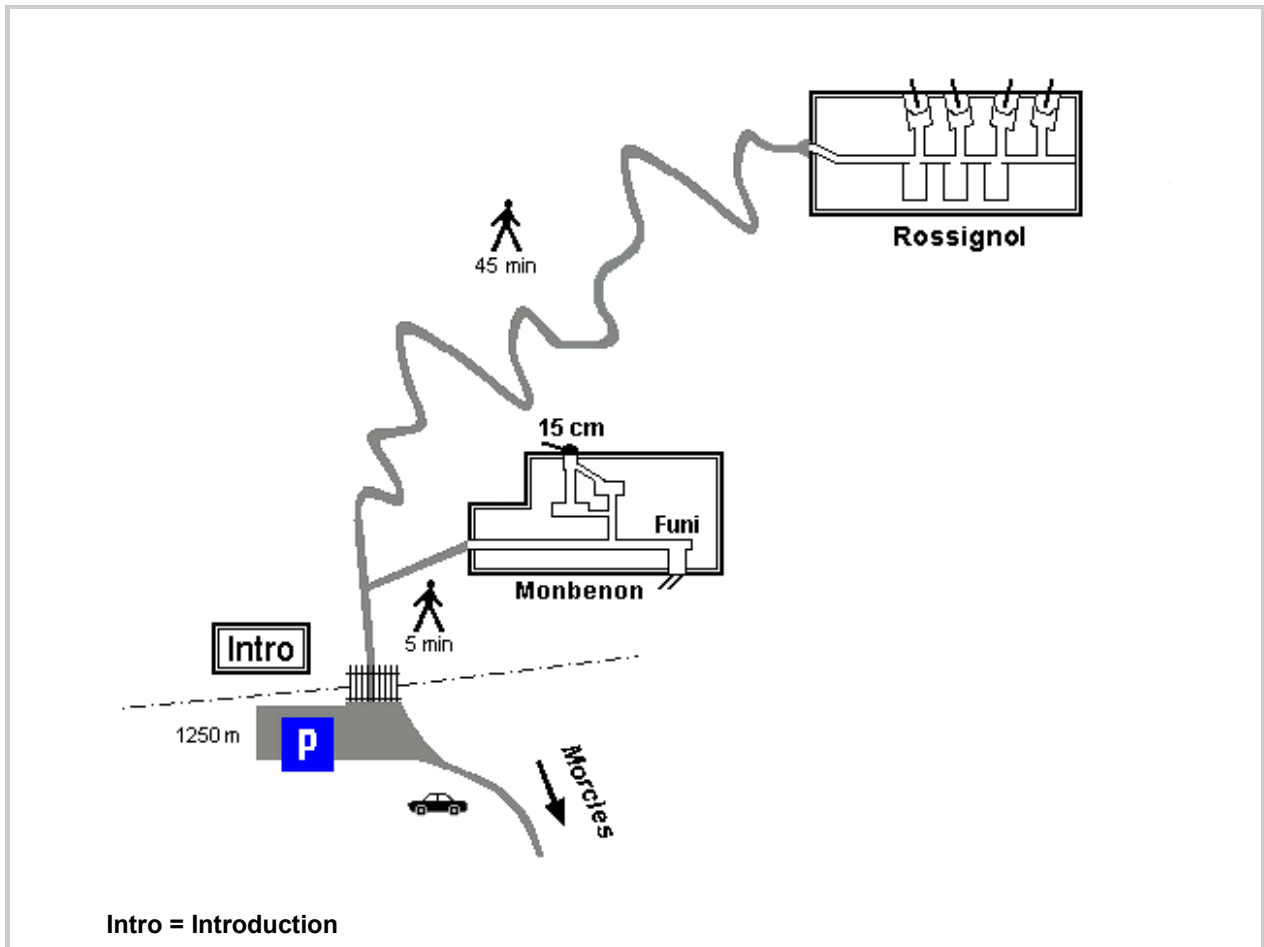 Rossignol
45 min
15 cm
Funi
Monbenon
5 min
Intro
1250 m
P
Morcles
Intro = Introduction